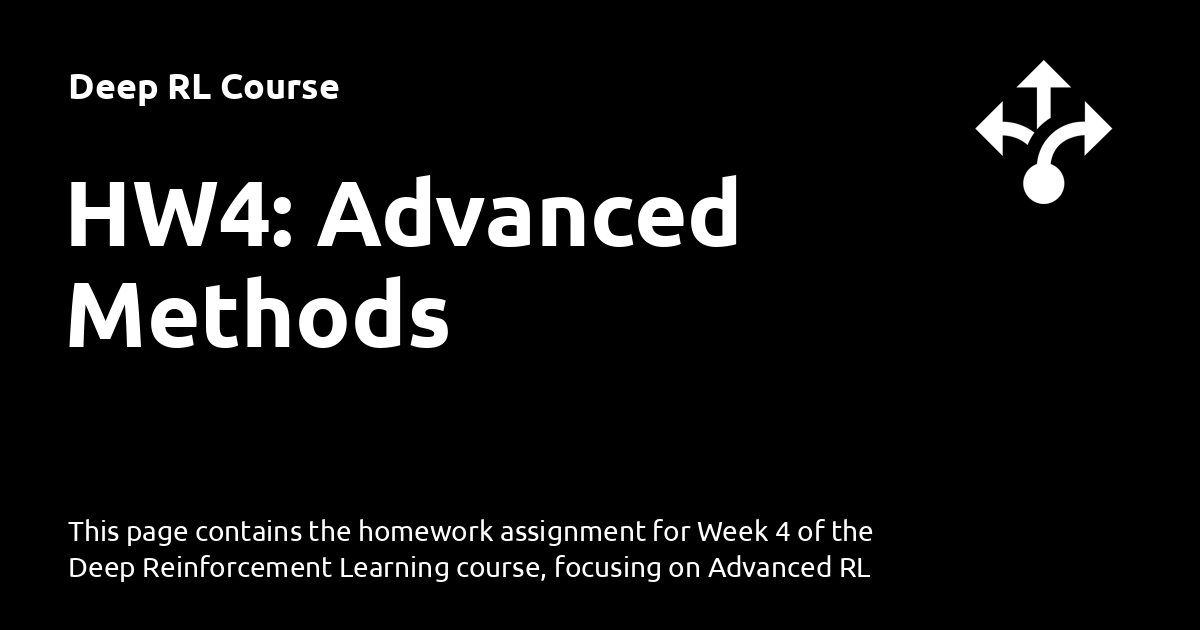 Deep RL Course
HW4: Advanced
Methods
This page contains the homework assignment for Week 4 of the
Deep Reinforcement Learning course, focusing on Advanced RL